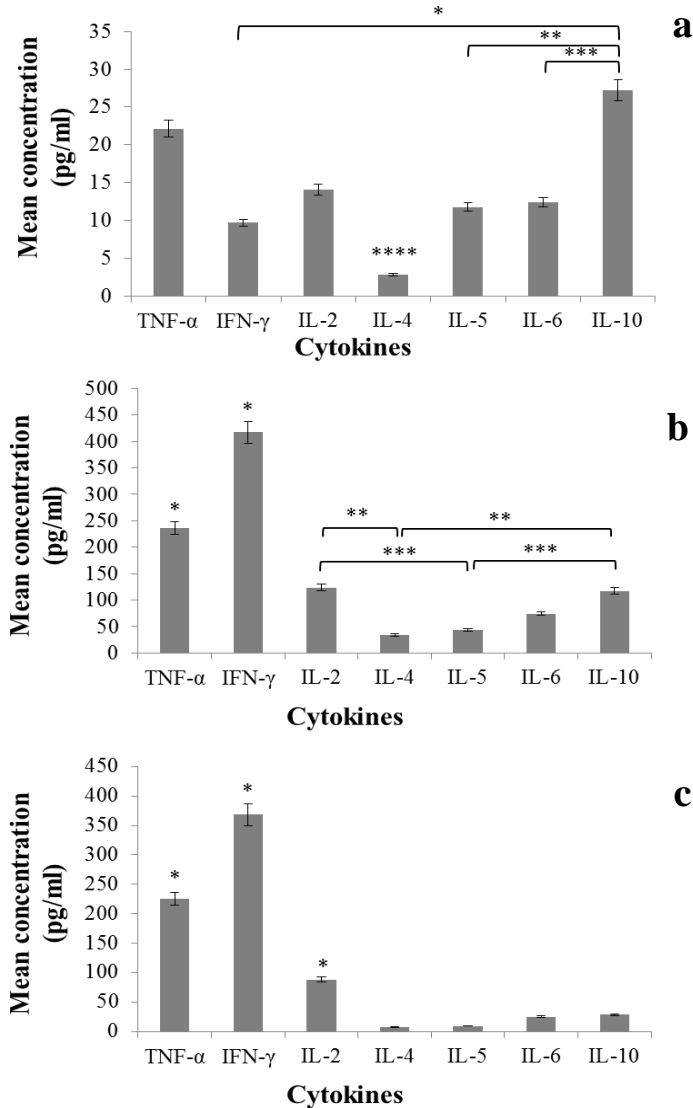 *
a
**
***
Mean concentration
(pg/ml)
35
30
25
20
15
10
5
0
****
TNF-α IFN-γ IL-2 IL-4 IL-5 IL-6 IL-10
Cytokines
b
Mean concentration
(pg/ml)
500
450
400
350
300
250
200
150
100
50
0
*
*
** **
*** ***
TNF-α IFN-γ IL-2 IL-4 IL-5 IL-6 IL-10
Cytokines
c
Mean concentration
(pg/ml)
450
400
350
300
250
200
150
100
50
0
*
*
*
TNF-α IFN-γ IL-2 IL-4 IL-5 IL-6 IL-10
Cytokines